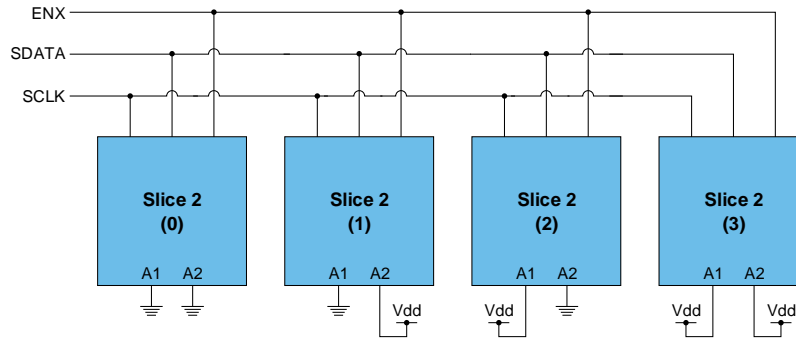 ENX
SDATA
SCLK
Slice 2
(0)
Slice 2
(1)
Slice 2
(2)
Slice 2
(3)
A1 A2
A1 A2
A1 A2
A1 A2
Vdd
Vdd
Vdd
Vdd